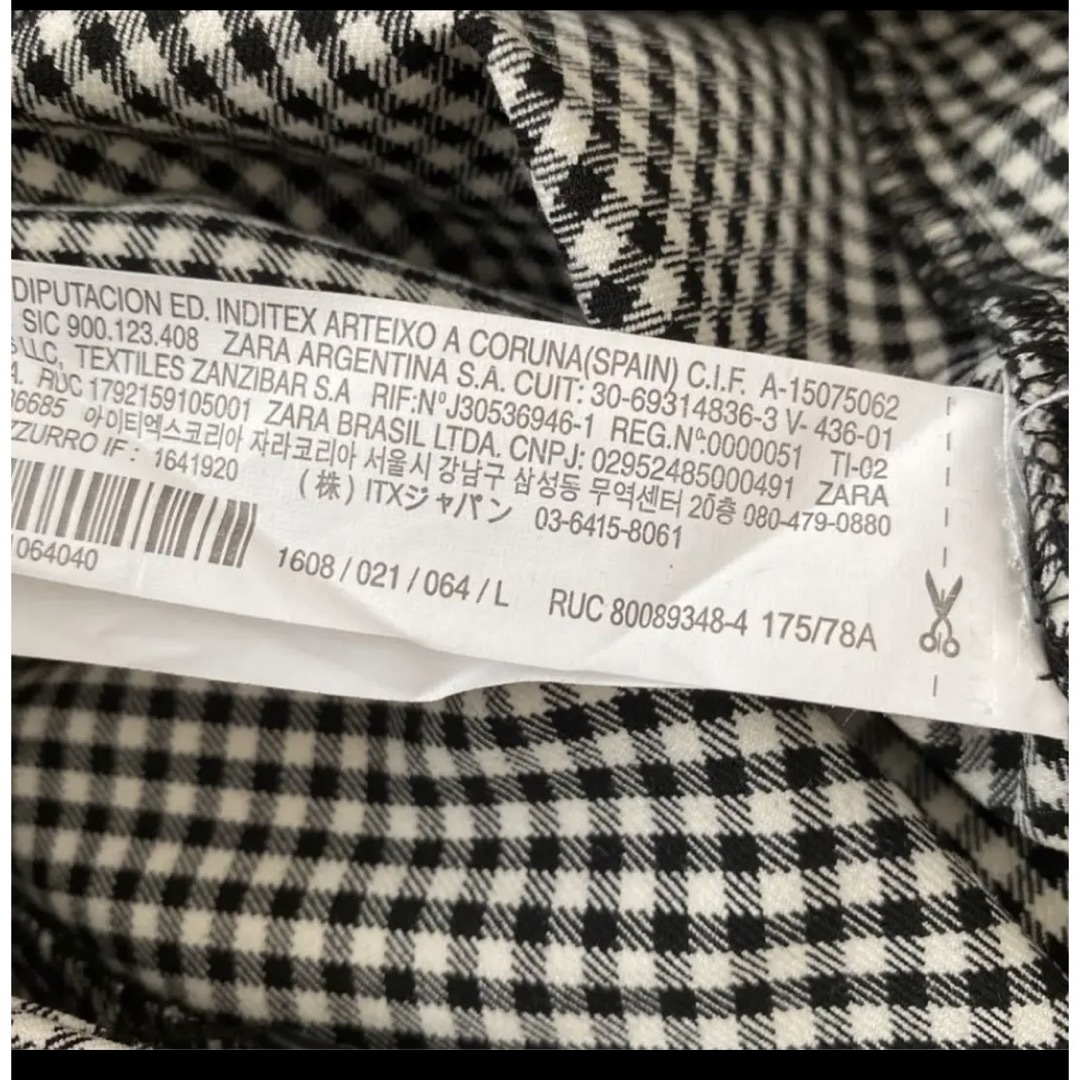 DIPUTACION ED. INDITEX ARTEIXO A CORUNA(SPAIN) C.I.F. A-15075062
SIC 900.123.408 ZARA ARGENTINA S.A. CUIT: 30-69314836-3 V- 436-01
LLC, TEXTILES ZANZIBAR S.A RIF:NºJ30536946-1 REG.Nº:0000051 TI-02
RUC 1792159105001 ZARA BRASIL LTDA. CNPJ: 02952485000491 ZARA
6685 아이티엑스코리아 자라코리아 서울시 강남구 삼성동 무역센터 20층 080-479-0880
ZZURRO IF: 1641920 (株) ITXジャパン 03-6415-8061
064040 1608 / 021 / 064 / L RUC 80089348-4 175/78A